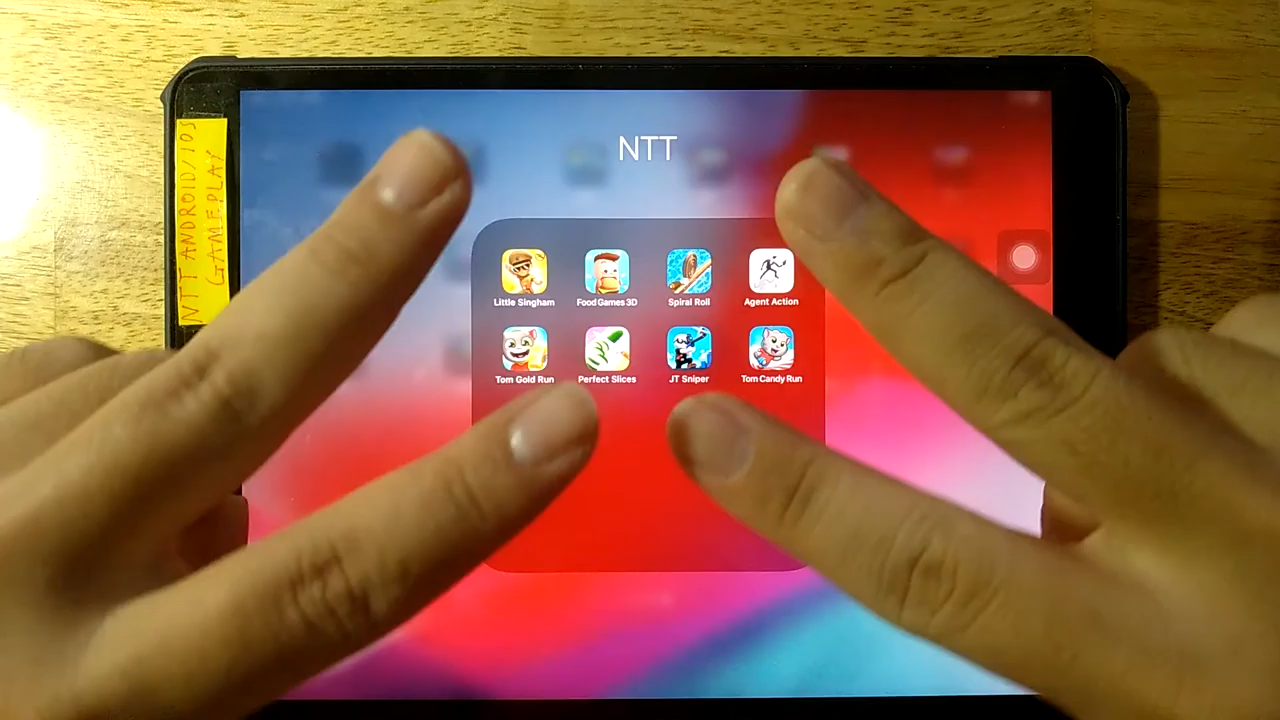 NTT ANDROID/IOS
GAMEPLAY
NTT
Little Singham
Food Games 3D
Spiral Roll
Agent Action
Tom Gold Run
Perfect Slices
JT Sniper
Tom Candy Run